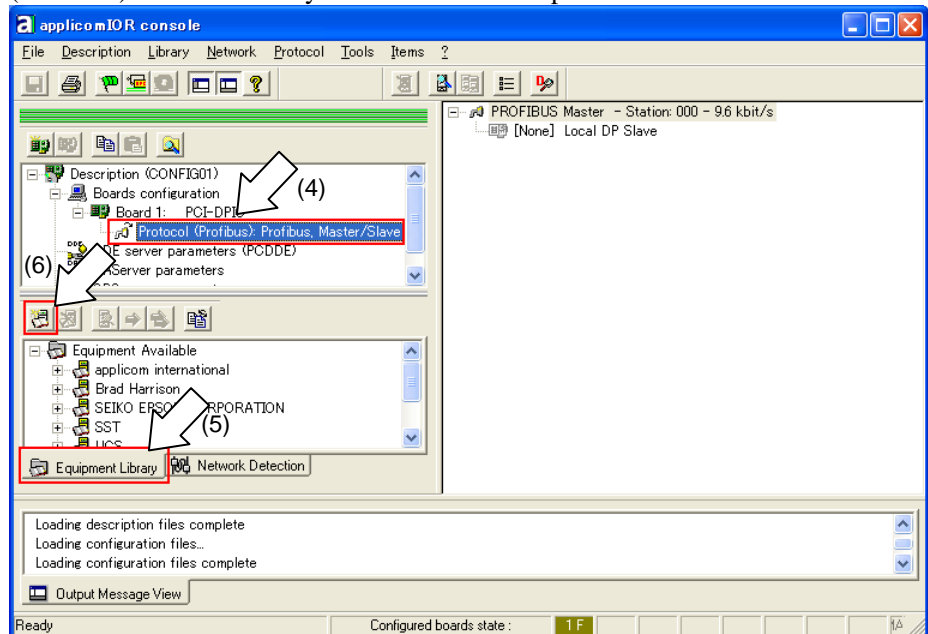 applicomIOR console
File Description Library Network Protocol Tools Items ?
PROFIBUS Master - Station: 000 - 9.6 kbit/s
[None] Local DP Slave
Description (CONFIG01)
Boards configuration
(4)
Board 1: PCI-DPIO
Protocol (Profibus): Profibus, Master/Slave
server parameters (PCDDE)
(6)
Server parameters
Equipment Available
applicom international
Brad Harrison
SEIKO EPSON CORPORATION
SST
(5)
Equipment Library
Network Detection
Loading description files complete
Loading configuration files...
Loading configuration files complete
Output Message View
Ready
Configured boards state :
1 F